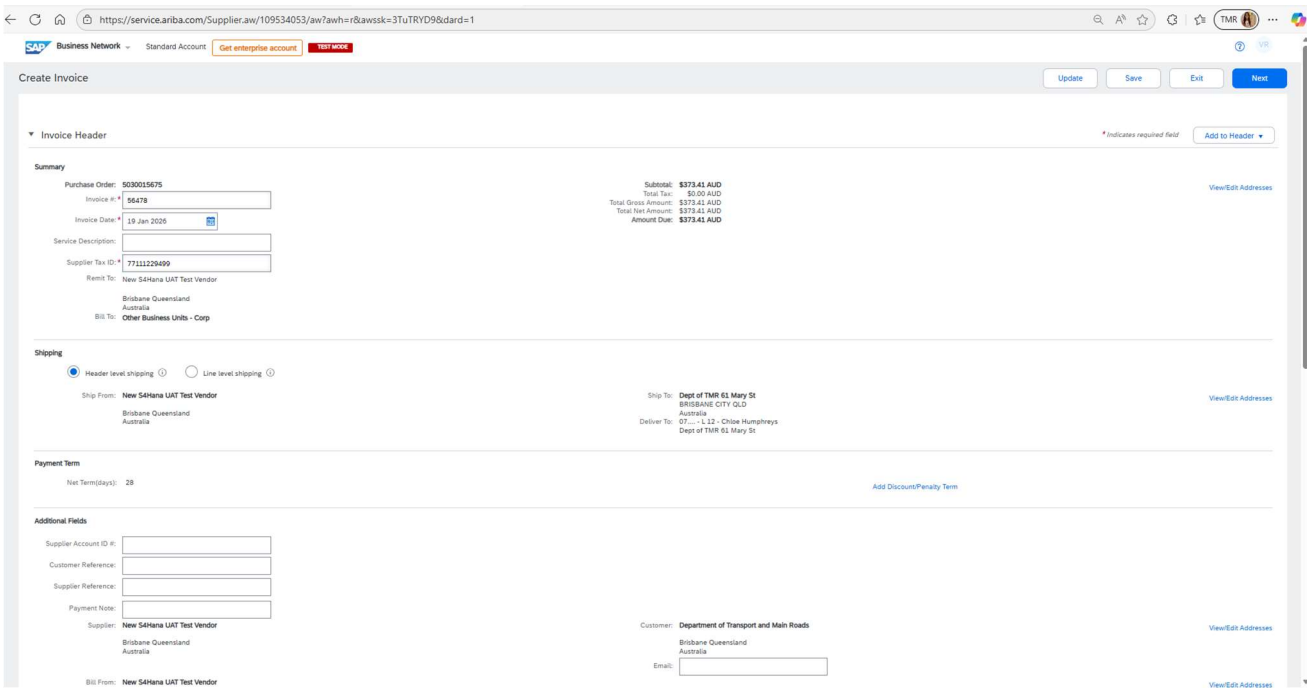 https://service.ariba.com/Supplier.aw/109534053/aw?awh=r&awssk=3TuTRYD9&dard=1
TMR
SAP Business Network Standard Account Get enterprise account TEST MODE
? VR
Create Invoice Update Save Exit Next
Invoice Header * Indicates required field Add to Header
Summary
Purchase Order: 5030015675 Subtotal: $373.41 AUD View/Edit Addresses
Invoice #:* 56478 Total Tax: $0.00 AUD
Total Gross Amount: $373.41 AUD
Total Net Amount: $373.41 AUD
Invoice Date:* 19 Jan 2026 Amount Due: $373.41 AUD
Service Description:
Supplier Tax ID:* 77111229499
Remit To: New S4Hana UAT Test Vendor
Brisbane Queensland
Australia
Bill To: Other Business Units - Corp
Shipping
Header level shipping Line level shipping
Ship From: New S4Hana UAT Test Vendor Ship To: Dept of TMR 61 Mary St View/Edit Addresses
BRISBANE CITY QLD
Brisbane Queensland Australia
Australia Deliver To: 07.... - L 12 - Chloe Humphreys
Dept of TMR 61 Mary St
Payment Term
Net Term(days): 28 Add Discount/Penalty Term
Additional Fields
Supplier Account ID #:
Customer Reference:
Supplier Reference:
Payment Note:
Supplier: New S4Hana UAT Test Vendor Customer: Department of Transport and Main Roads View/Edit Addresses
Brisbane Queensland Brisbane Queensland
Australia Australia
Email:
Bill From: New S4Hana UAT Test Vendor View/Edit Addresses